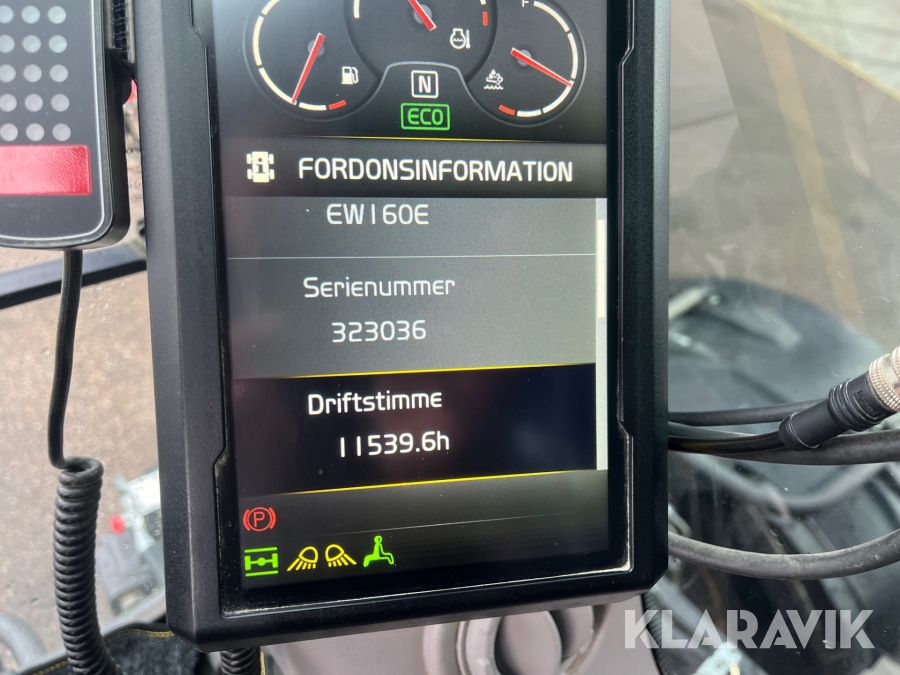 F
N
ECO
FORDONSINFORMATION
EW160E
Serienummer
323036
Driftstimme
11539.6h
P
KLARAVIK